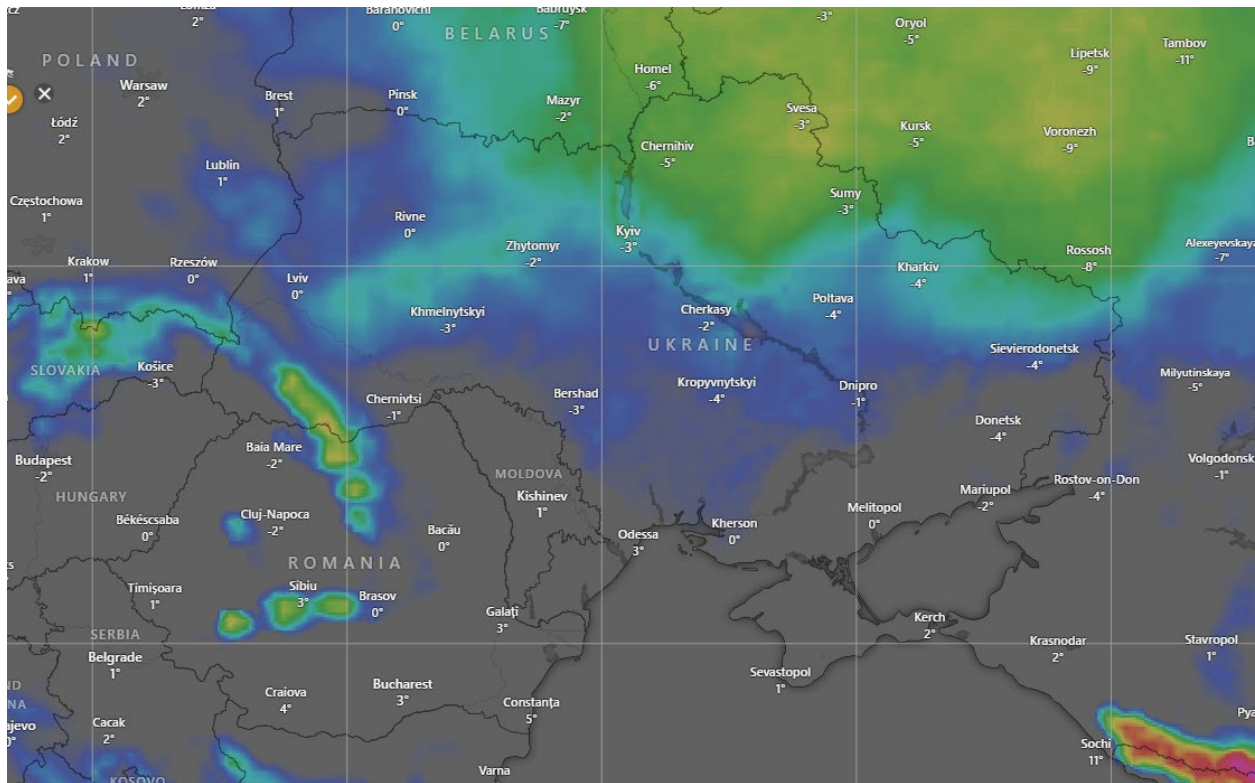 2°
Baranovichi
0°
Babruysk
-7°
-3°
Oryol
-5°
Lipetsk
-9°
Tambov
-11°
POLAND
BELARUS
Warsaw
2°
Brest
1°
Pinsk
0°
Homel
-6°
Mazyr
-2°
Svesa
-3°
Łódź
2°
Kursk
-5°
Voronezh
-9°
Chernihiv
-5°
Lublin
1°
Sumy
-3°
Częstochowa
1°
Rivne
0°
Kyiv
-3°
Zhytomyr
-2°
Rossosh
-8°
Alexeyevskaya
-7°
Krakow
1°
Rzeszów
0°
Lviv
0°
Kharkiv
-4°
Khmelnytskyi
-3°
Cherkasy
-2°
Poltava
-4°
UKRAINE
SLOVAKIA
Košice
-3°
Sievierodonetsk
-4°
Milyutinskaya
-5°
Chernivtsi
-1°
Bershad
-3°
Kropyvnytskyi
-4°
Dnipro
-1°
Donetsk
-4°
Budapest
-2°
Baia Mare
-2°
MOLDOVA
Volgodonsk
-1°
HUNGARY
Kishinev
1°
Mariupol
-2°
Rostov-on-Don
-4°
Békéscsaba
0°
Cluj-Napoca
-2°
Bacău
0°
Odessa
3°
Kherson
0°
Melitopol
0°
ROMANIA
Timișoara
1°
Sibiu
3°
Brasov
0°
Galați
3°
Kerch
2°
SERBIA
Belgrade
1°
Krasnodar
2°
Stavropol
1°
Sevastopol
1°
Craiova
4°
Bucharest
3°
Constanța
5°
Cacak
2°
Sochi
11°
Varna
KOSOVO